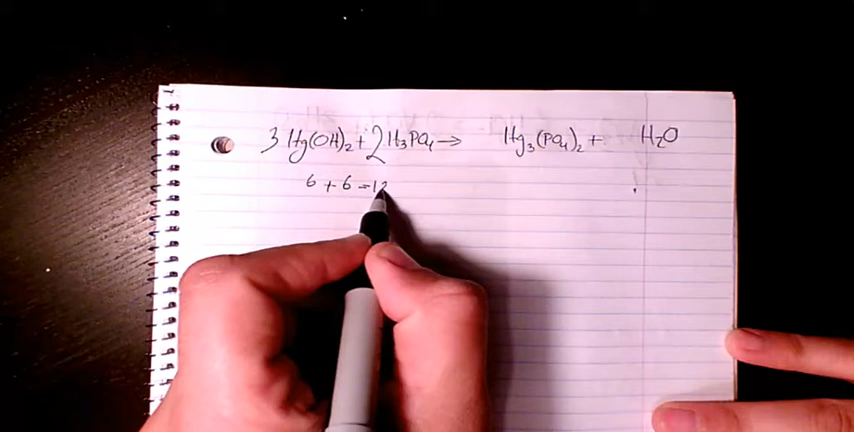 3 Hg(OH)₂ + 2 H₃PO₄ → Hg₃(PO₄)₂ + H₂O
6 + 6 = 12